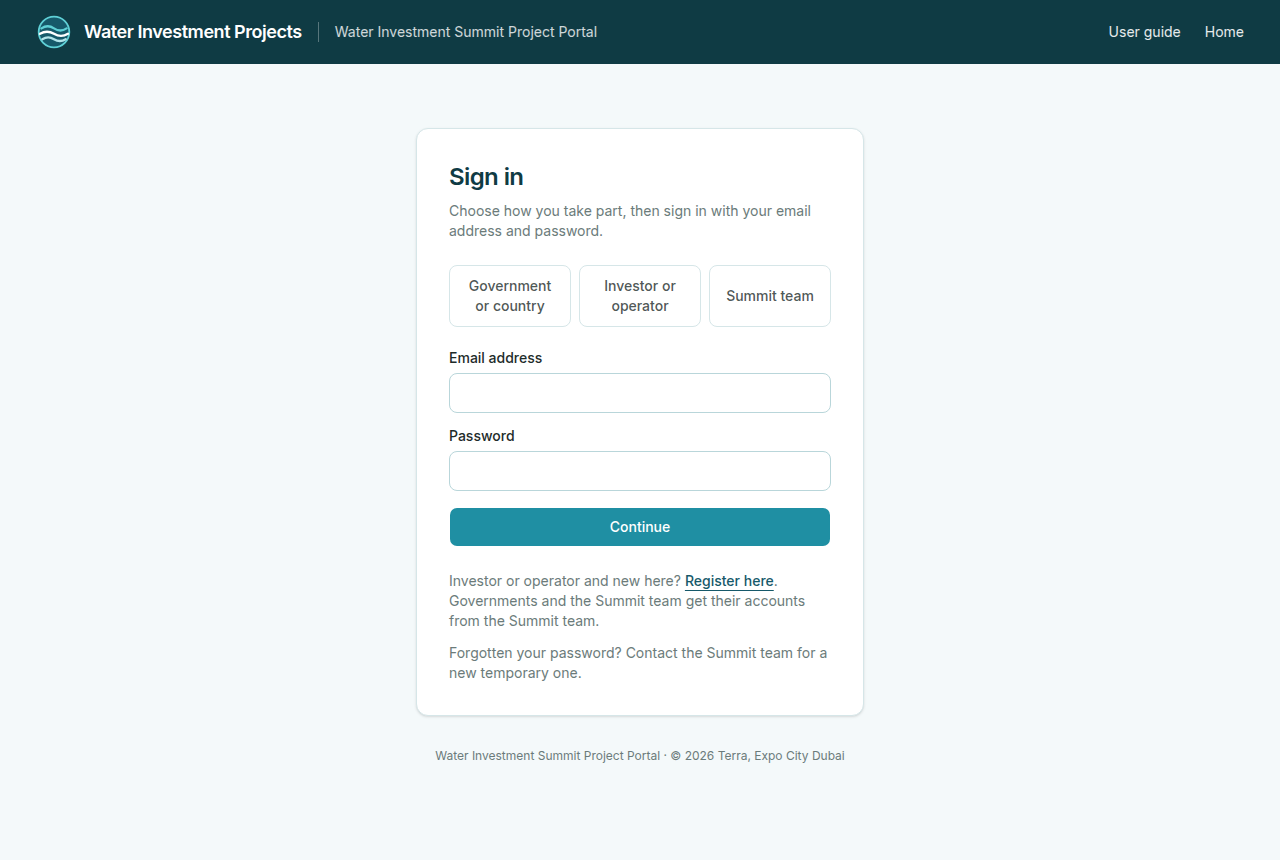 Water Investment Projects
Water Investment Summit Project Portal
User guide
Home
Sign in
Choose how you take part, then sign in with your email
address and password.
Government
or country
Investor or
operator
Summit team
Email address
Password
Continue
Investor or operator and new here? Register here.
Governments and the Summit team get their accounts
from the Summit team.
Forgotten your password? Contact the Summit team for a
new temporary one.
Water Investment Summit Project Portal · © 2026 Terra, Expo City Dubai